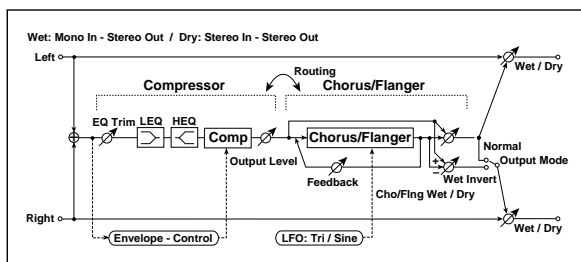 Wet: Mono In - Stereo Out / Dry: Stereo In - Stereo Out
Left
Wet / Dry
Routing
Compressor
Chorus/Flanger
EQ Trim
LEQ
HEQ
Comp
Chorus/Flanger
Normal
Output Level
Output Mode
+
−
Feedback
Wet Invert
Cho/Flng Wet / Dry
Right
Wet / Dry
Envelope - Control
LFO: Tri / Sine